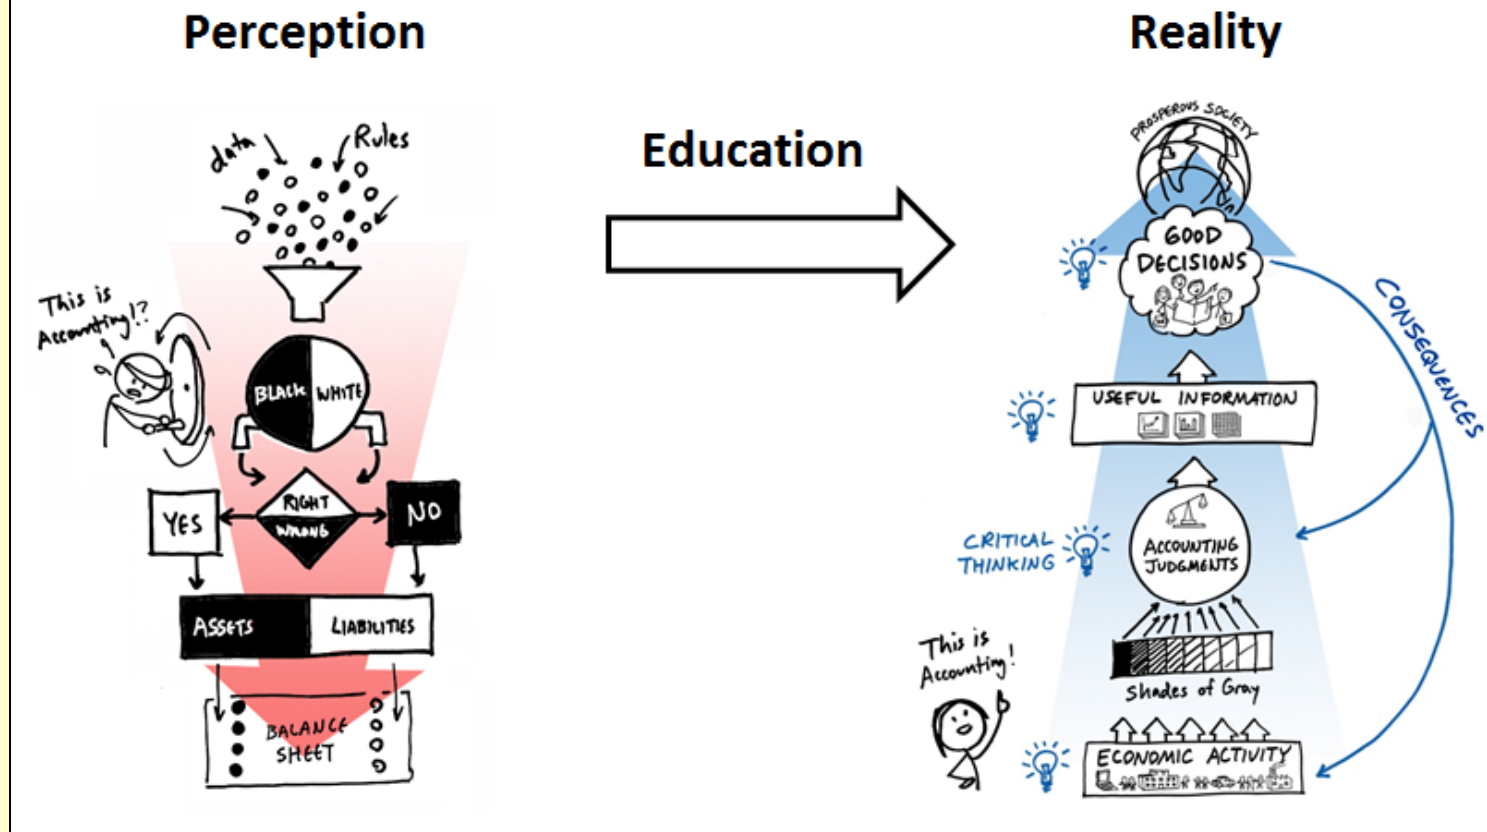 Perception
data
Rules
This is
Accounting!?
BLACK
WHITE
RIGHT
WRONG
YES
NO
ASSETS
LIABILITIES
BALANCE
SHEET
Education
Reality
PROSPEROUS SOCIETY
GOOD
DECISIONS
CONSEQUENCES
USEFUL INFORMATION
CRITICAL
THINKING
ACCOUNTING
JUDGMENTS
Shades of Gray
This is
Accounting!
ECONOMIC ACTIVITY